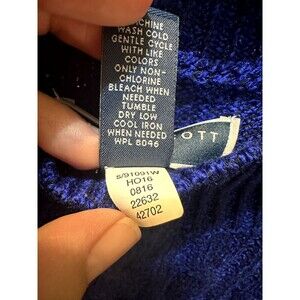 MACHINE
WASH COLD
GENTLE CYCLE
WITH LIKE
COLORS
ONLY NON-
CHLORINE
BLEACH WHEN
NEEDED
TUMBLE
DRY LOW
COOL IRON
WHEN NEEDED
WPL 8046
OTT
S/91091W
HO16
0816
22632
42702